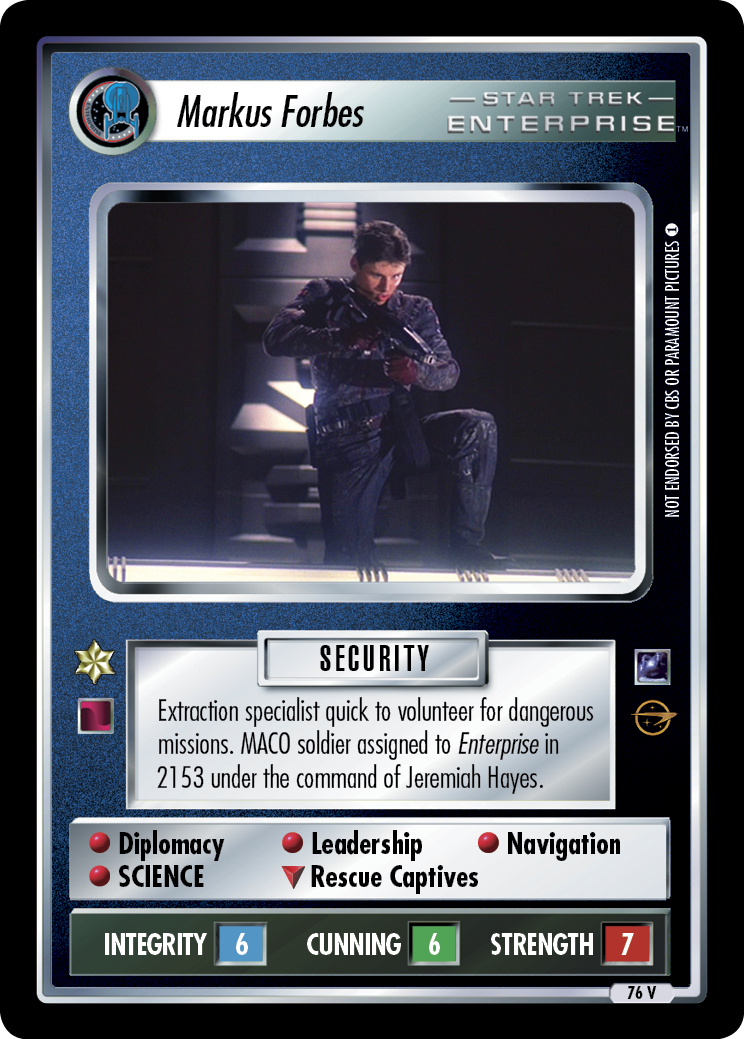 Markus Forbes
STAR TREK
ENTERPRISE™
NOT ENDORSED BY CBS OR PARAMOUNT PICTURES 1
SECURITY
Extraction specialist quick to volunteer for dangerous
missions. MACO soldier assigned to Enterprise in
2153 under the command of Jeremiah Hayes.
Diplomacy Leadership Navigation
SCIENCE Rescue Captives
INTEGRITY 6 CUNNING 6 STRENGTH 7
76 V